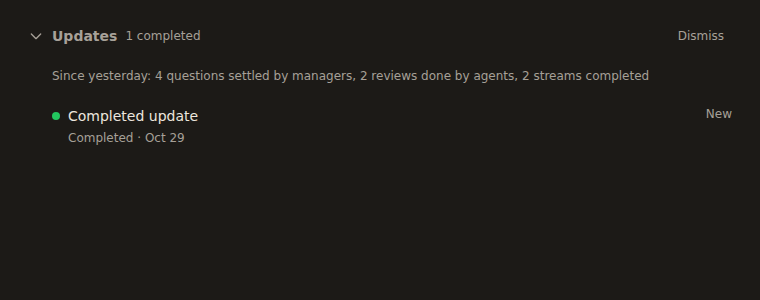 Updates 1 completed Dismiss
Since yesterday: 4 questions settled by managers, 2 reviews done by agents, 2 streams completed
Completed update New
Completed · Oct 29